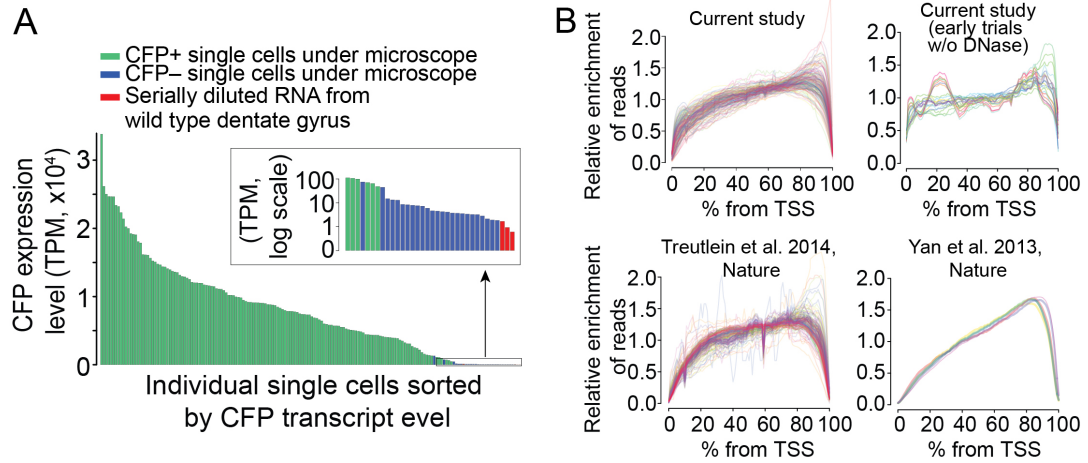 A
CFP+ single cells under microscope
CFP– single cells under microscope
Serially diluted RNA from
wild type dentate gyrus
CFP expression
level (TPM, x10⁴)
3
2
1
0
(TPM,
log scale)
100
10
1
0
Individual single cells sorted
by CFP transcript evel
B
Current study
Relative enrichment
of reads
2.0
1.5
1.0
0.5
0.0
0 20 40 60 80 100
% from TSS
Current study
(early trials
w/o DNase)
2.0
1.5
1.0
0.5
0.0
0 20 40 60 80 100
% from TSS
Treutlein et al. 2014,
Nature
Relative enrichment
of reads
2.0
1.5
1.0
0.5
0.0
0 20 40 60 80 100
% from TSS
Yan et al. 2013,
Nature
2.0
1.5
1.0
0.5
0.0
0 20 40 60 80 100
% from TSS